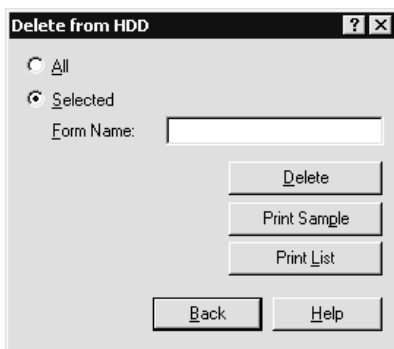 Delete from HDD ? X
All
Selected
Form Name:
Delete
Print Sample
Print List
Back Help